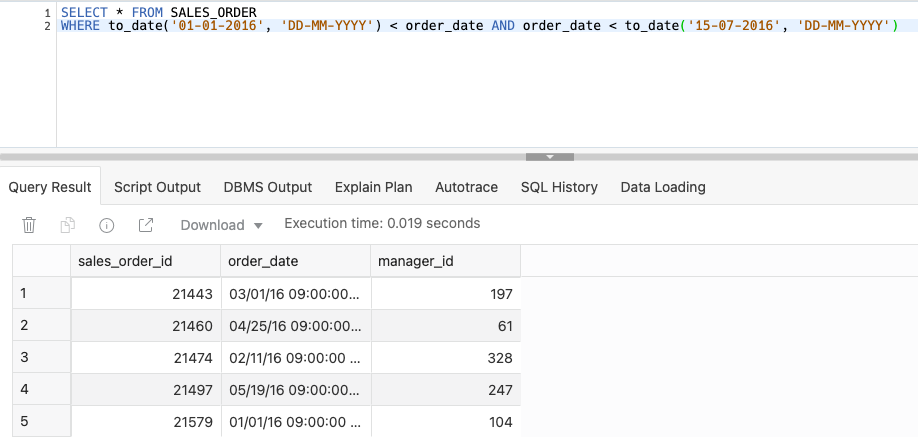 1 SELECT * FROM SALES_ORDER
2 WHERE to_date('01-01-2016', 'DD-MM-YYYY') < order_date AND order_date < to_date('15-07-2016', 'DD-MM-YYYY')
Query Result Script Output DBMS Output Explain Plan Autotrace SQL History Data Loading
Download Execution time: 0.019 seconds
sales_order_id order_date manager_id
1 21443 03/01/16 09:00:00... 197
2 21460 04/25/16 09:00:00... 61
3 21474 02/11/16 09:00:00 ... 328
4 21497 05/19/16 09:00:00... 247
5 21579 01/01/16 09:00:00 ... 104